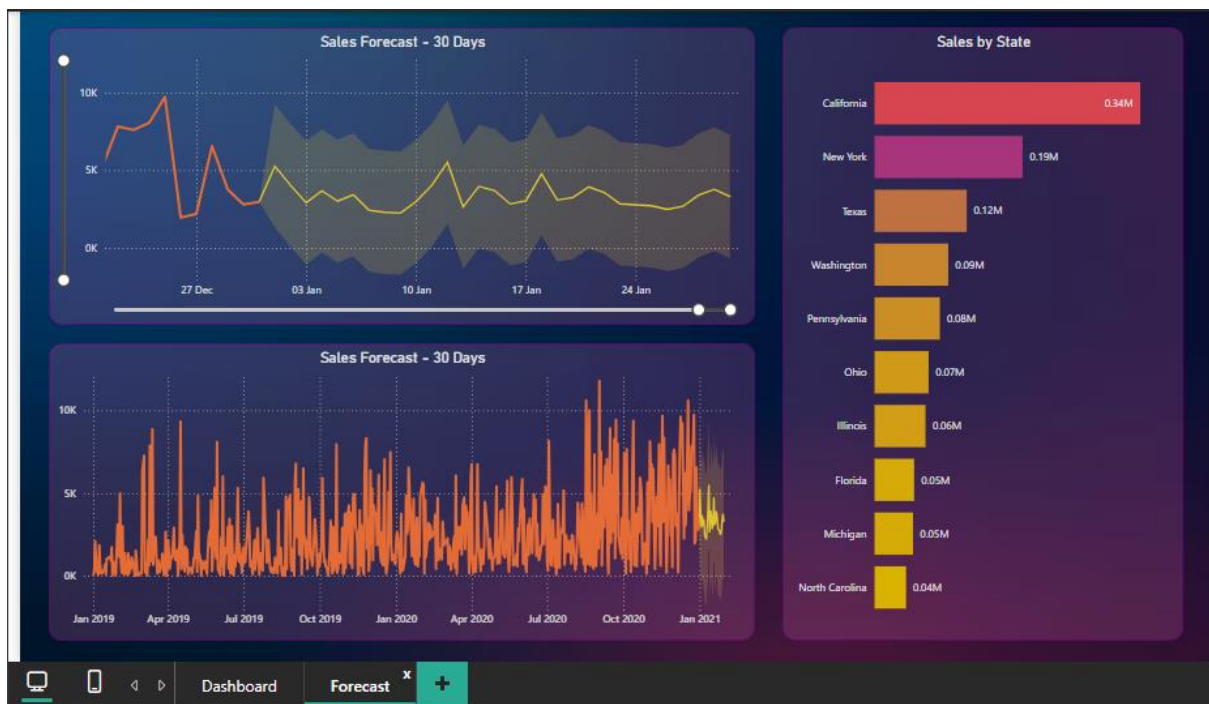 Sales Forecast - 30 Days
10K
5K
0K
27 Dec 03 Jan 10 Jan 17 Jan 24 Jan
Sales Forecast - 30 Days
10K
5K
0K
Jan 2019 Apr 2019 Jul 2019 Oct 2019 Jan 2020 Apr 2020 Jul 2020 Oct 2020 Jan 2021
Sales by State
California 0.34M
New York 0.19M
Texas 0.12M
Washington 0.09M
Pennsylvania 0.08M
Ohio 0.07M
Illinois 0.06M
Florida 0.05M
Michigan 0.05M
North Carolina 0.04M
Dashboard Forecast x +